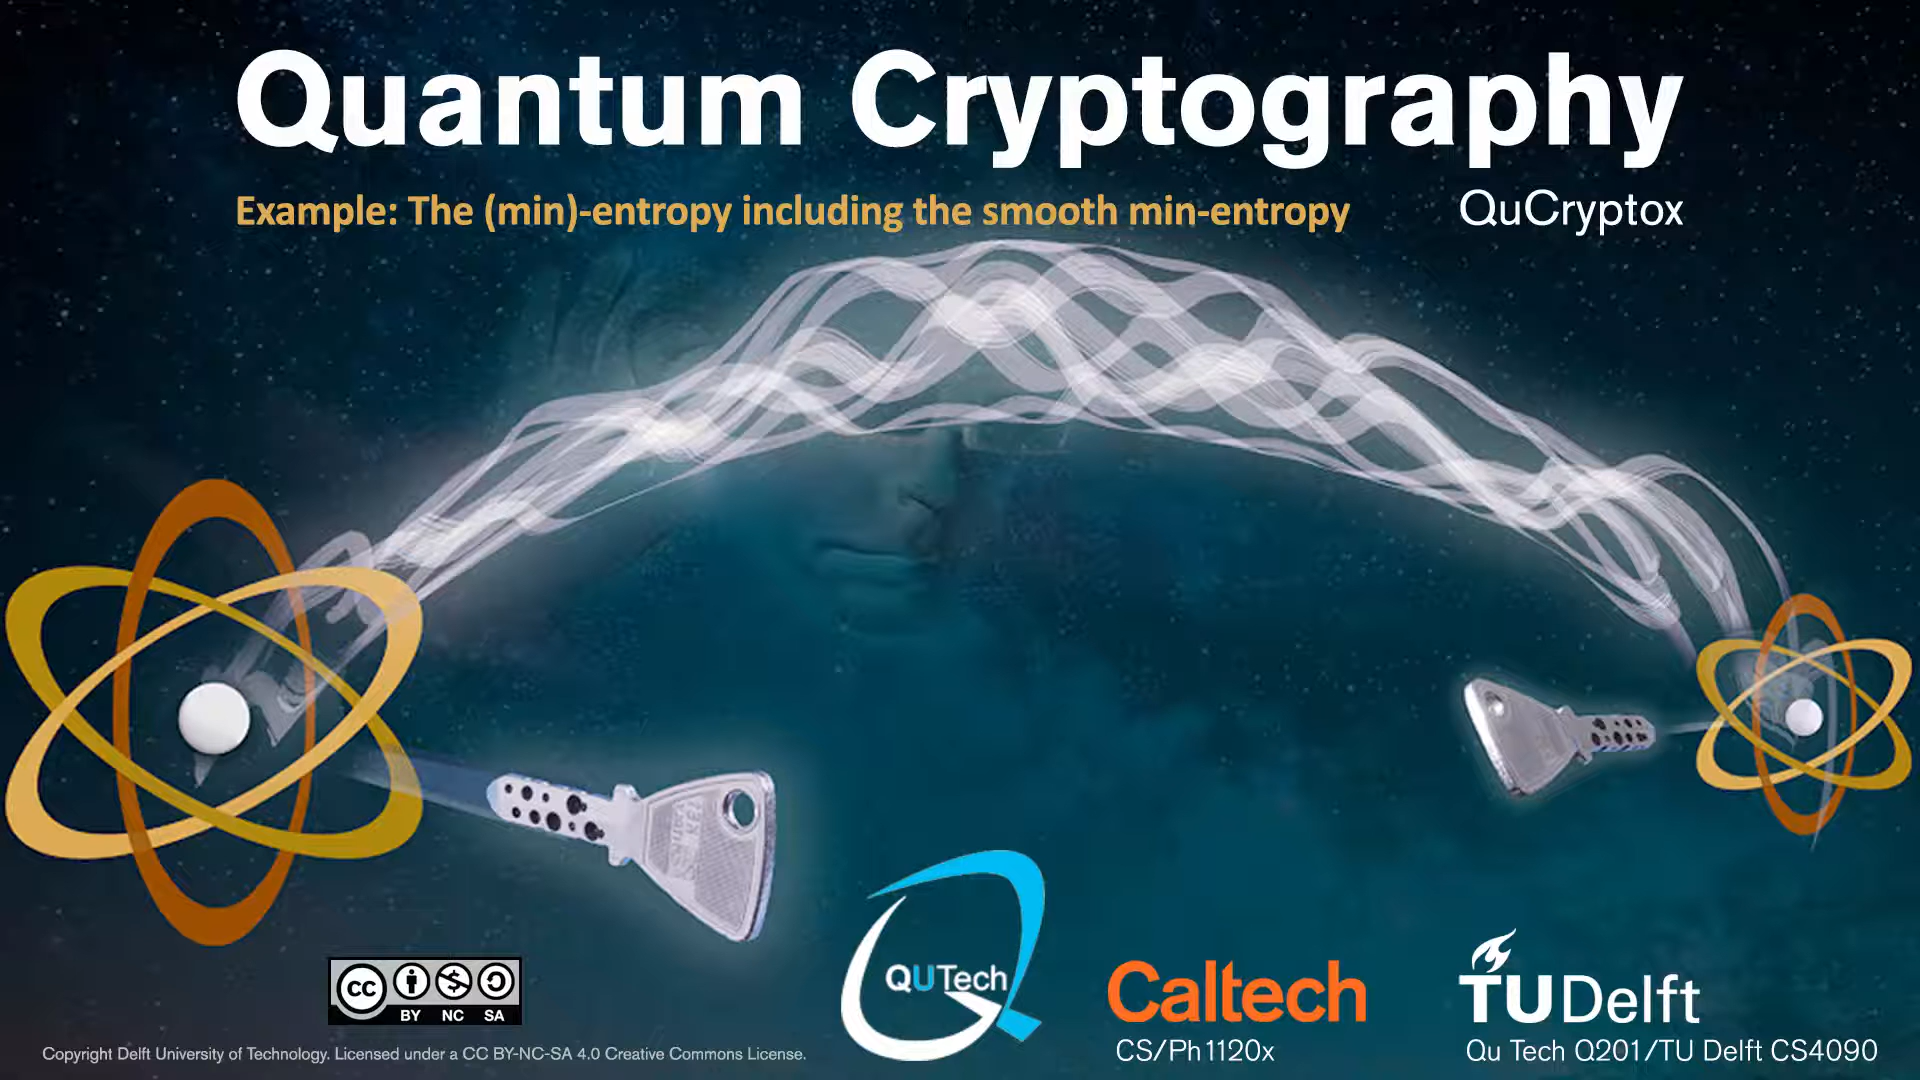 Quantum Cryptography
Example: The (min)-entropy including the smooth min-entropy
QuCryptox
QUTech
Caltech
CS/Ph1120x
TUDelft
Qu Tech Q201/TU Delft CS4090
cc
BY NC SA
Copyright Delft University of Technology. Licensed under a CC BY-NC-SA 4.0 Creative Commons License.